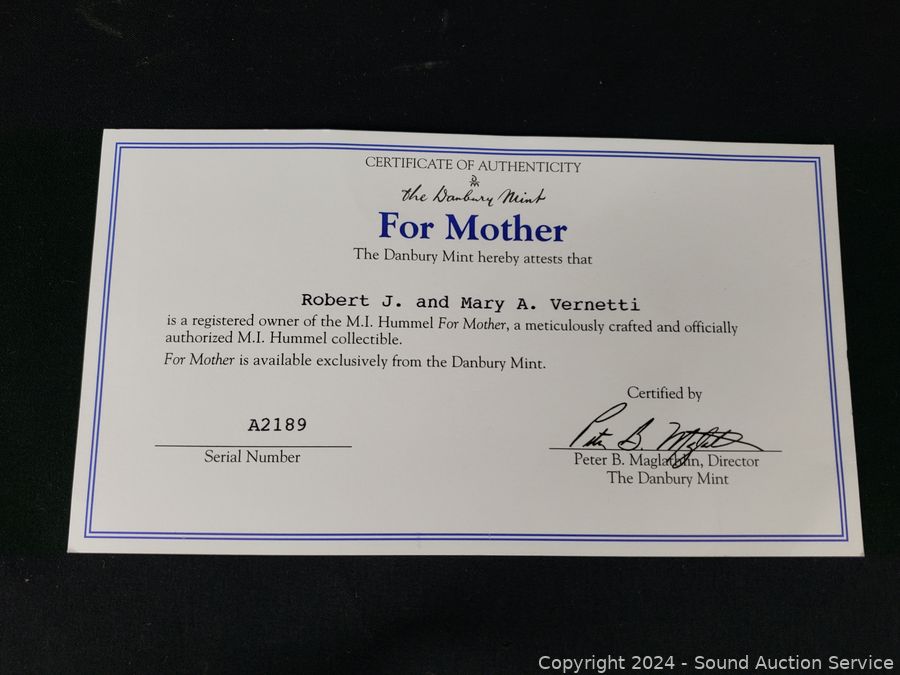 CERTIFICATE OF AUTHENTICITY
the Danbury Mint
For Mother
The Danbury Mint hereby attests that
Robert J. and Mary A. Vernetti
is a registered owner of the M.I. Hummel For Mother, a meticulously crafted and officially
authorized M.I. Hummel collectible.
For Mother is available exclusively from the Danbury Mint.
Certified by
A2189
Peter B. Maglathlin
Serial Number
Peter B. Maglathlin, Director
The Danbury Mint
Copyright 2024 - Sound Auction Service